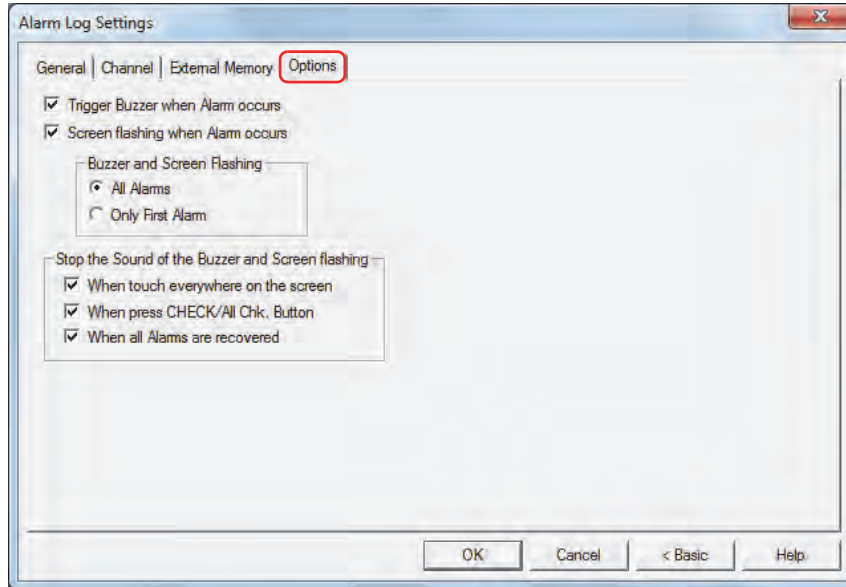 Alarm Log Settings
General | Channel | External Memory Options
Trigger Buzzer when Alarm occurs
Screen flashing when Alarm occurs
Buzzer and Screen Flashing
All Alarms
Only First Alarm
Stop the Sound of the Buzzer and Screen flashing
When touch everywhere on the screen
When press CHECK/All Chk. Button
When all Alarms are recovered
OK Cancel < Basic Help